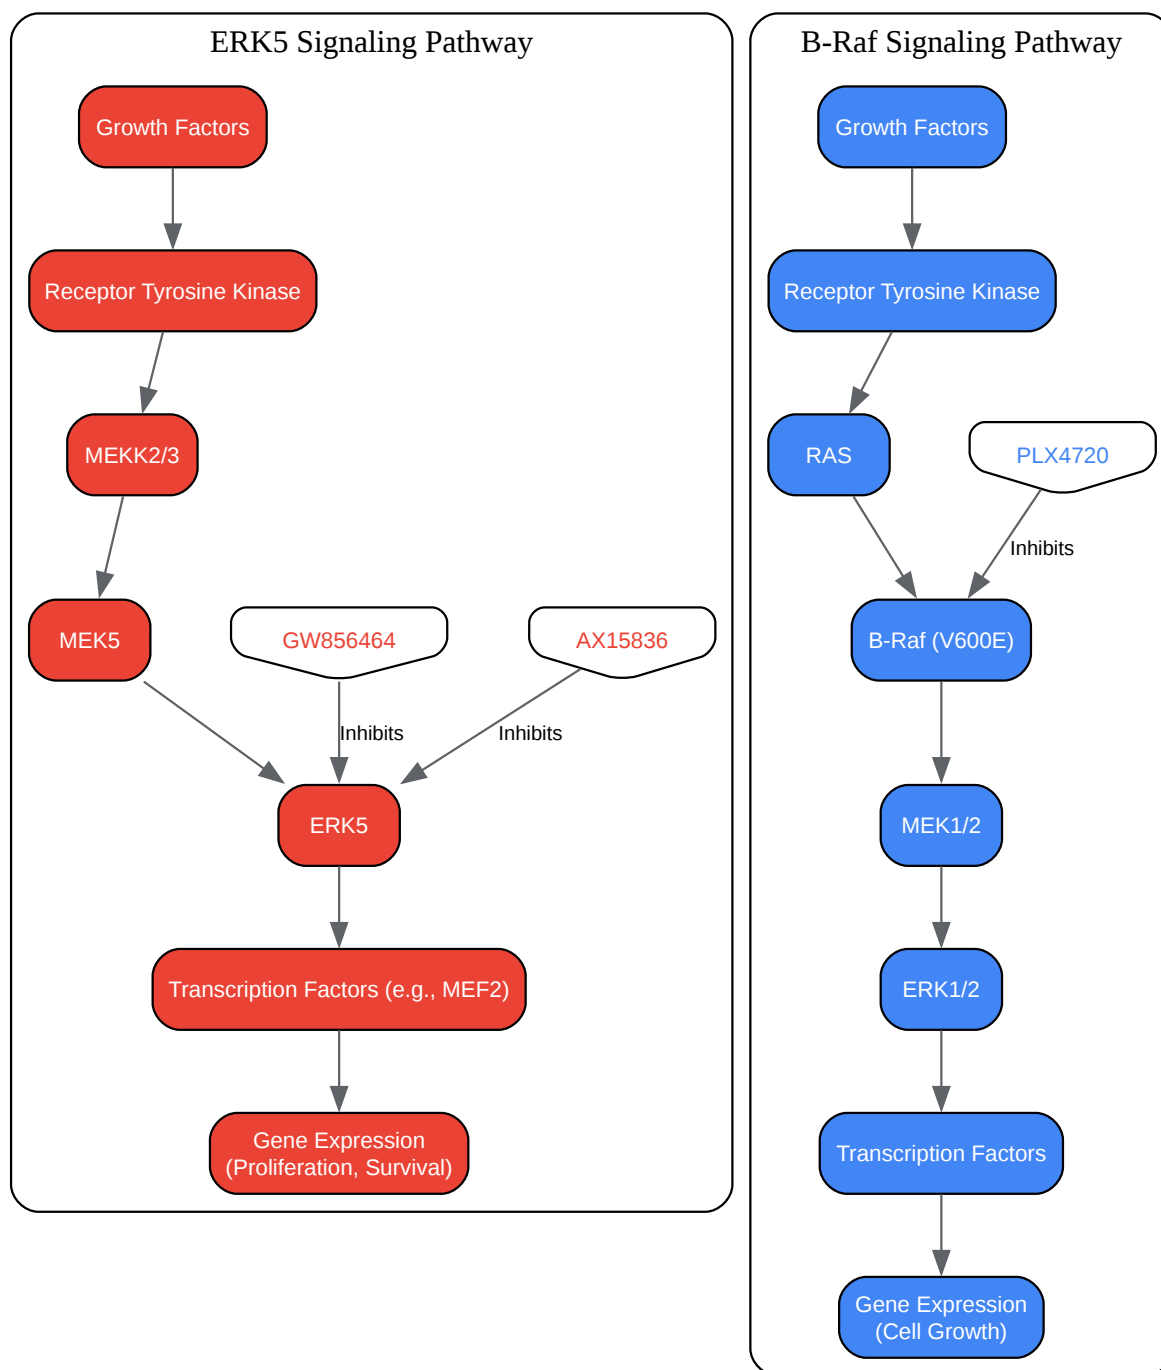 ERK5 Signaling Pathway
Growth Factors
Receptor Tyrosine Kinase
MEKK2/3
MEK5
GW856464
AX15836
Inhibits
Inhibits
ERK5
Transcription Factors (e.g., MEF2)
Gene Expression
(Proliferation, Survival)
B-Raf Signaling Pathway
Growth Factors
Receptor Tyrosine Kinase
RAS
PLX4720
Inhibits
B-Raf (V600E)
MEK1/2
ERK1/2
Transcription Factors
Gene Expression
(Cell Growth)